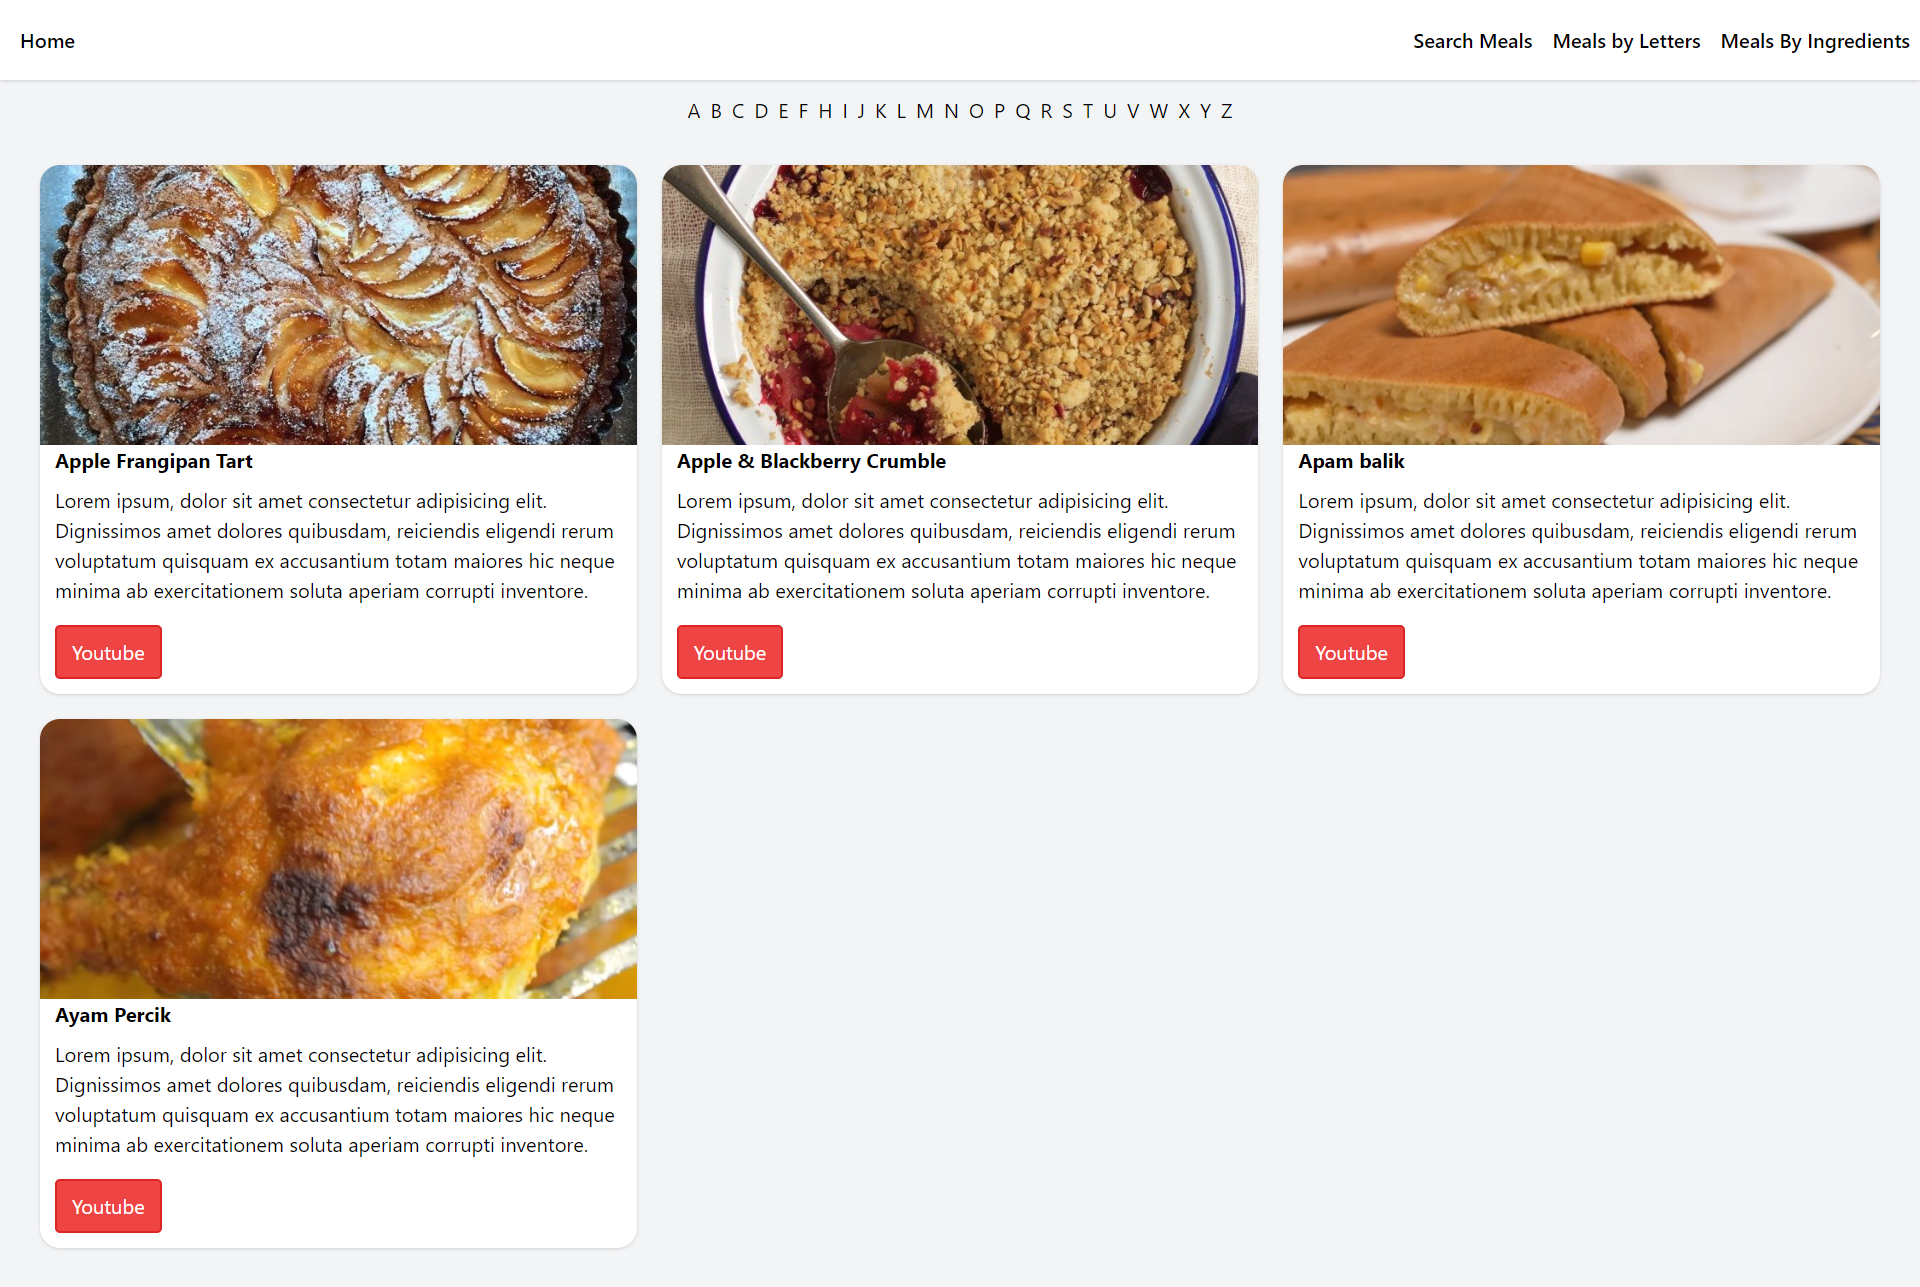 Home Search Meals Meals by Letters Meals By Ingredients
A B C D E F H I J K L M N O P Q R S T U V W X Y Z
Apple Frangipan Tart
Lorem ipsum, dolor sit amet consectetur adipisicing elit.
Dignissimos amet dolores quibusdam, reiciendis eligendi rerum
voluptatum quisquam ex accusantium totam maiores hic neque
minima ab exercitationem soluta aperiam corrupti inventore.
Youtube
Apple & Blackberry Crumble
Lorem ipsum, dolor sit amet consectetur adipisicing elit.
Dignissimos amet dolores quibusdam, reiciendis eligendi rerum
voluptatum quisquam ex accusantium totam maiores hic neque
minima ab exercitationem soluta aperiam corrupti inventore.
Youtube
Apam balik
Lorem ipsum, dolor sit amet consectetur adipisicing elit.
Dignissimos amet dolores quibusdam, reiciendis eligendi rerum
voluptatum quisquam ex accusantium totam maiores hic neque
minima ab exercitationem soluta aperiam corrupti inventore.
Youtube
Ayam Percik
Lorem ipsum, dolor sit amet consectetur adipisicing elit.
Dignissimos amet dolores quibusdam, reiciendis eligendi rerum
voluptatum quisquam ex accusantium totam maiores hic neque
minima ab exercitationem soluta aperiam corrupti inventore.
Youtube